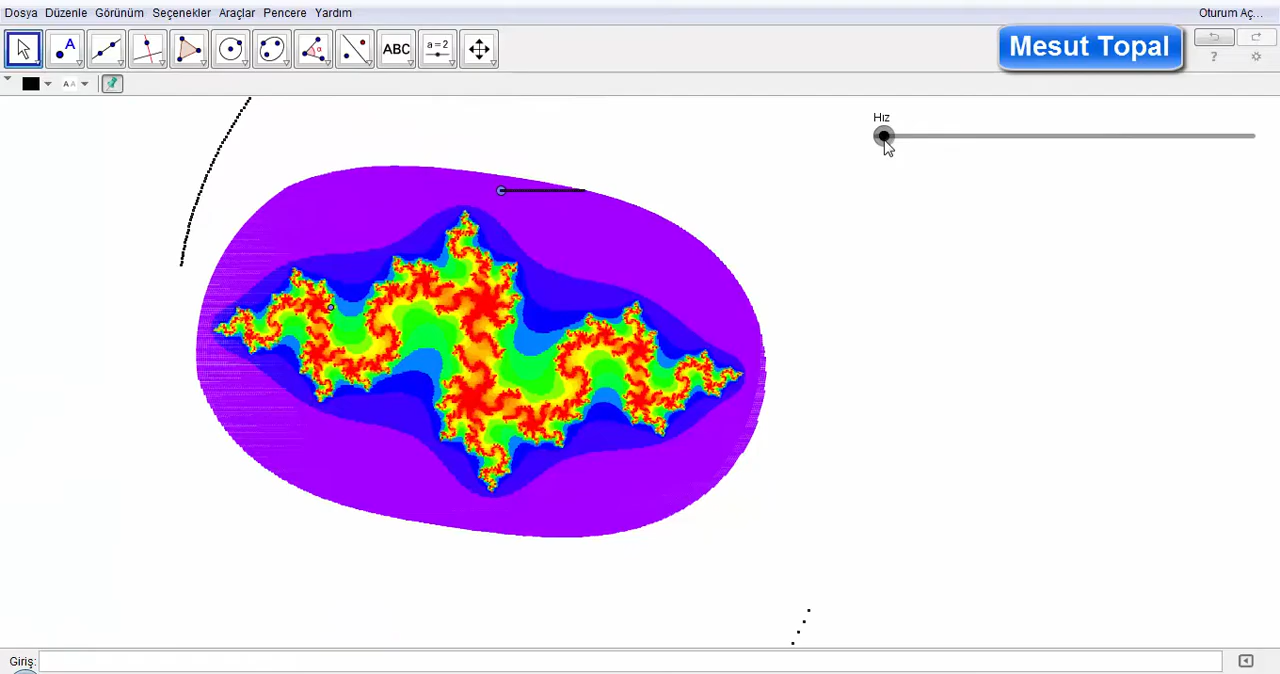 Dosya Düzenle Görünüm Seçenekler Araçlar Pencere Yardım Oturum Aç...
A ABC a=2
Mesut Topal
?
A A
Hız
Giriş: